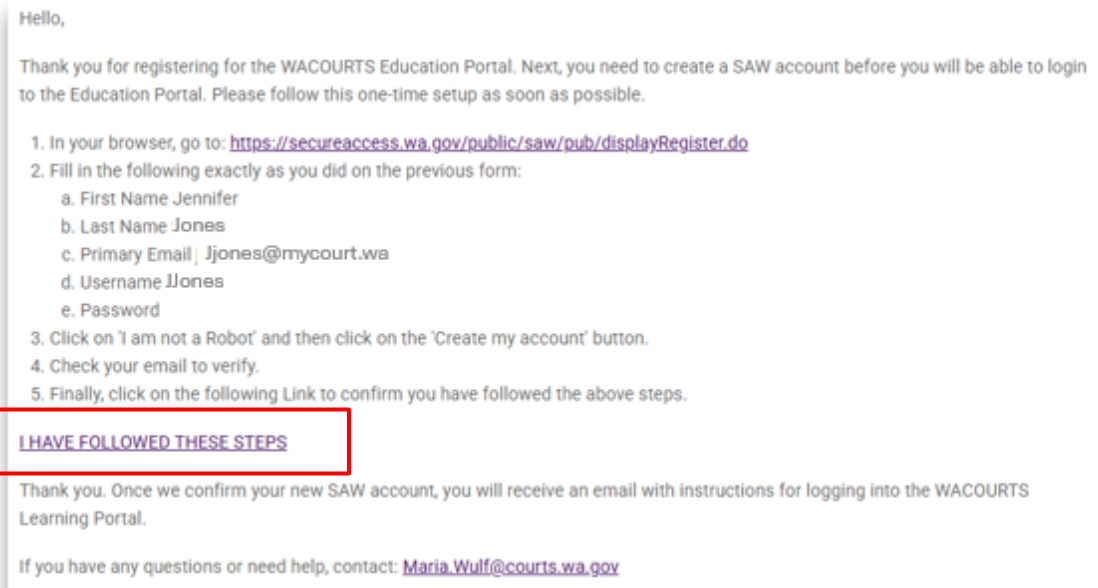 Hello,
Thank you for registering for the WACOURTS Education Portal. Next, you need to create a SAW account before you will be able to login
to the Education Portal. Please follow this one-time setup as soon as possible.
1. In your browser, go to: https://secureaccess.wa.gov/public/saw/pub/displayRegister.do
2. Fill in the following exactly as you did on the previous form:
a. First Name Jennifer
b. Last Name Jones
c. Primary Email Jjones@mycourt.wa
d. Username JJones
e. Password
3. Click on 'I am not a Robot' and then click on the 'Create my account' button.
4. Check your email to verify.
5. Finally, click on the following Link to confirm you have followed the above steps.
I HAVE FOLLOWED THESE STEPS
Thank you. Once we confirm your new SAW account, you will receive an email with instructions for logging into the WACOURTS
Learning Portal.
If you have any questions or need help, contact: Maria.Wulf@courts.wa.gov